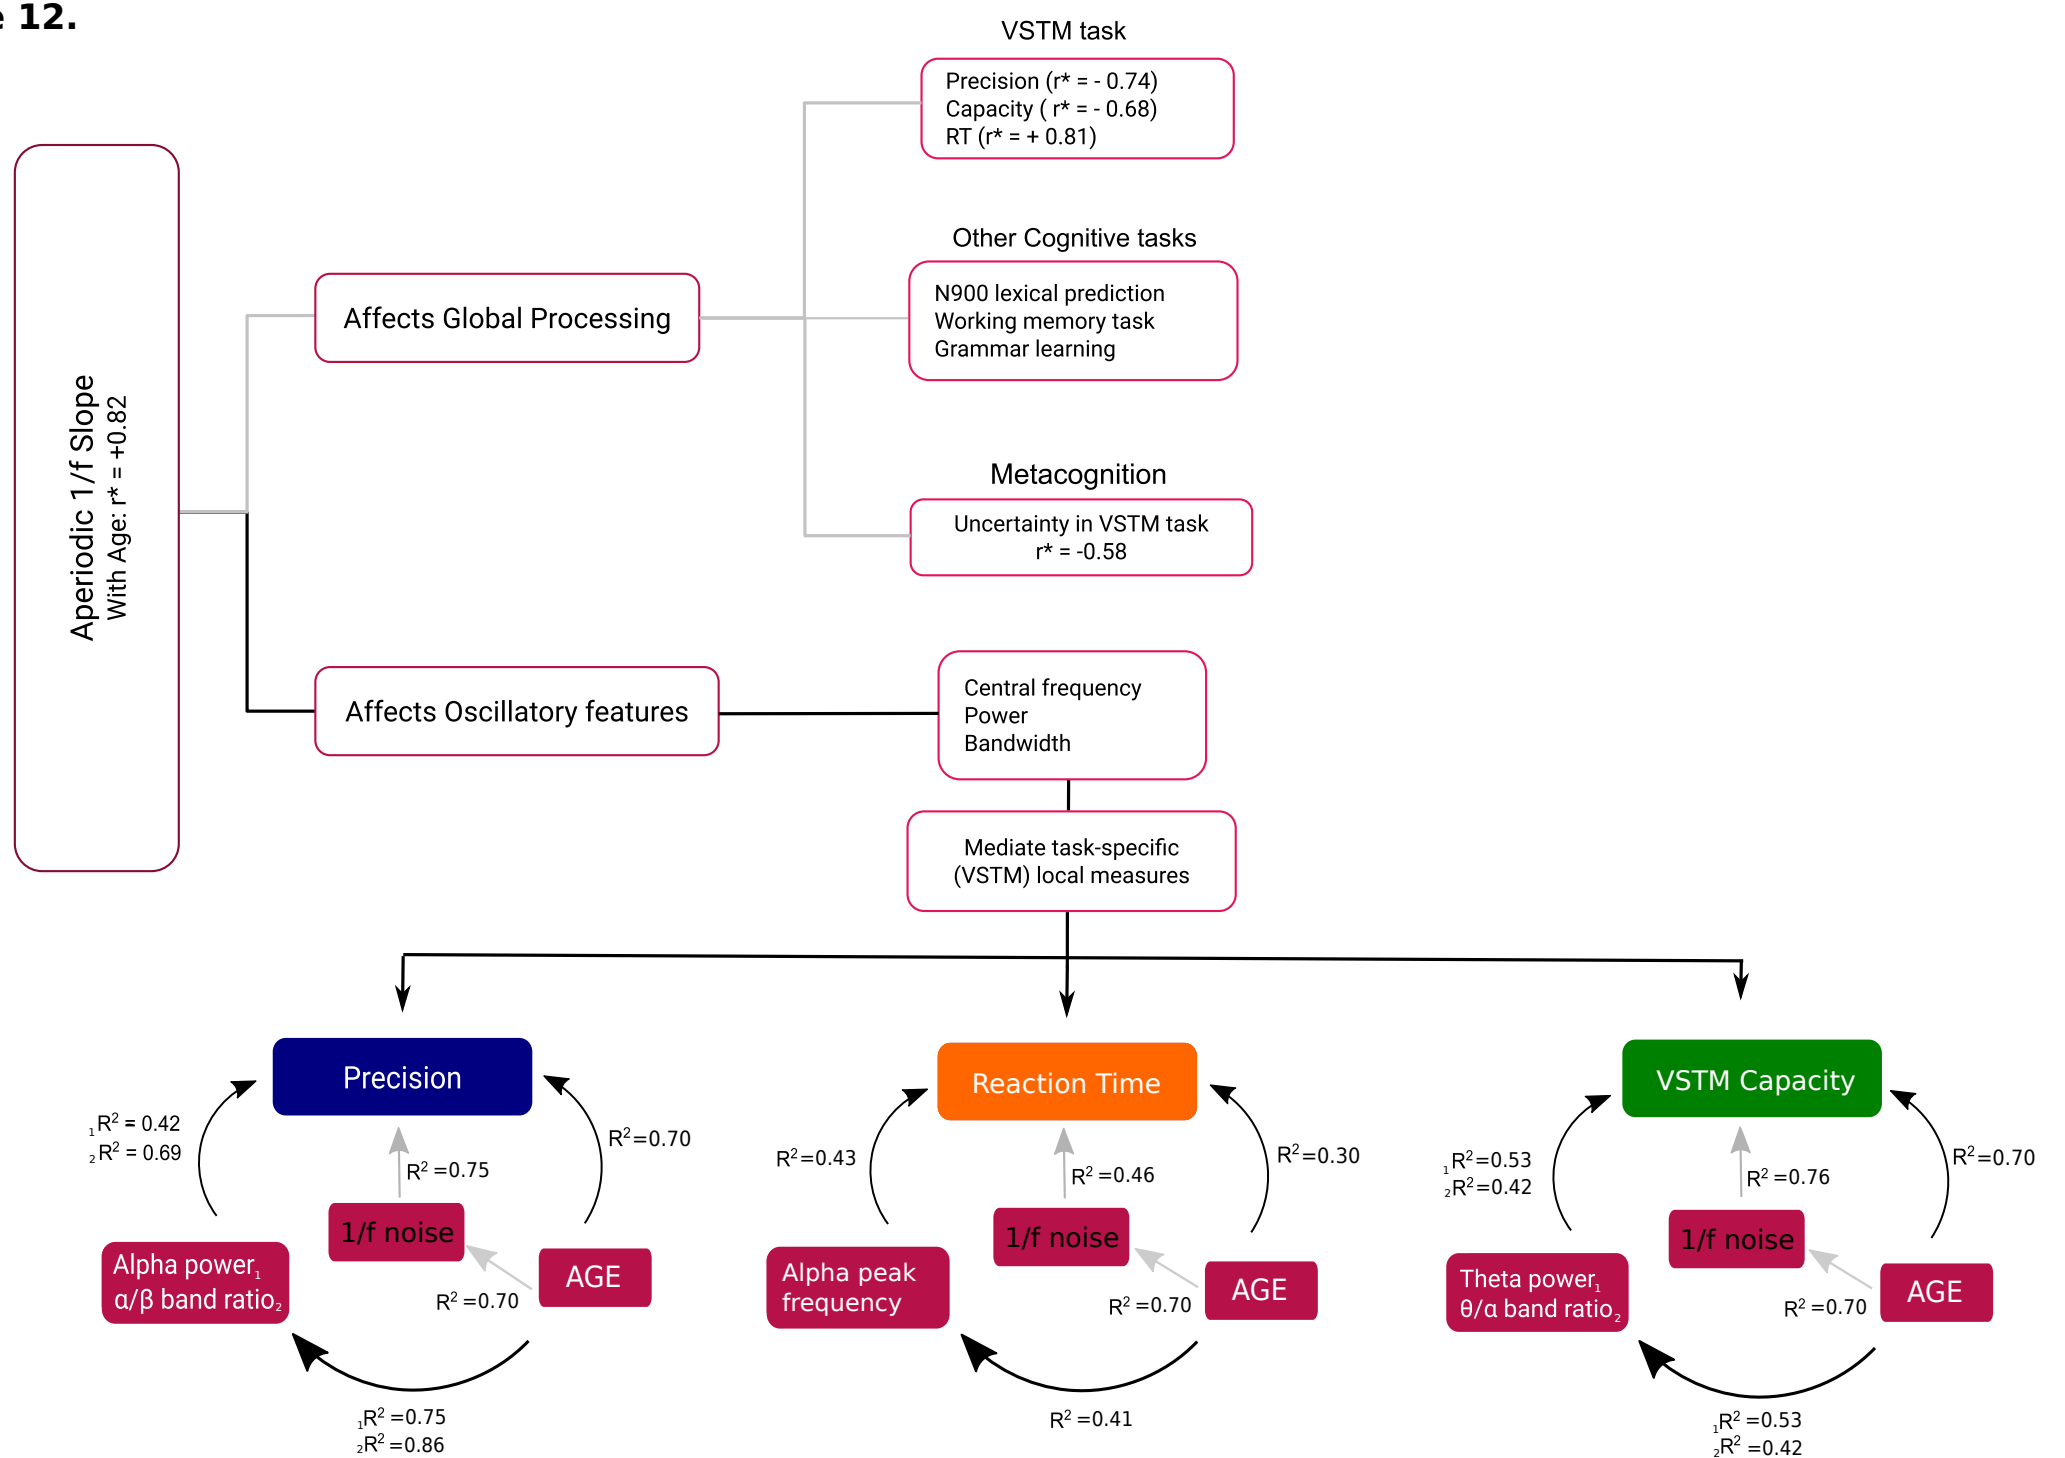 e 12.
VSTM task
Precision (r* = - 0.74)
Capacity ( r* = - 0.68)
RT (r* = + 0.81)
Other Cognitive tasks
N900 lexical prediction
Working memory task
Grammar learning
Affects Global Processing
Aperiodic 1/f Slope
With Age: r* = +0.82
Metacognition
Uncertainty in VSTM task
r* = -0.58
Affects Oscillatory features
Central frequency
Power
Bandwidth
Mediate task-specific
(VSTM) local measures
Precision
₁R² = 0.42
₂R² = 0.69
R²=0.75
R²=0.70
1/f noise
Alpha power₁
α/β band ratio₂
AGE
R²=0.70
₁R²=0.75
₂R²=0.86
Reaction Time
R²=0.43
R²=0.46
R²=0.30
1/f noise
Alpha peak
frequency
AGE
R²=0.70
R²=0.41
VSTM Capacity
₁R²=0.53
₂R²=0.42
R²=0.76
R²=0.70
1/f noise
Theta power₁
θ/α band ratio₂
AGE
R²=0.70
₁R²=0.53
₂R²=0.42